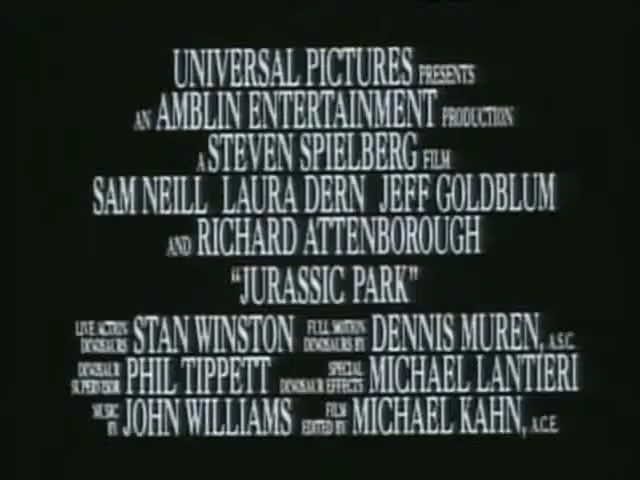 UNIVERSAL PICTURES PRESENTS
AN AMBLIN ENTERTAINMENT PRODUCTION
A STEVEN SPIELBERG FILM
SAM NEILL LAURA DERN JEFF GOLDBLUM
AND RICHARD ATTENBOROUGH
"JURASSIC PARK"
LIVE ACTION DINOSAURS STAN WINSTON FULL MOTION DINOSAURS BY DENNIS MUREN, A.S.C.
DINOSAUR SUPERVISOR PHIL TIPPETT SPECIAL DINOSAUR EFFECTS MICHAEL LANTIERI
MUSIC BY JOHN WILLIAMS FILM EDITED BY MICHAEL KAHN, A.C.E.